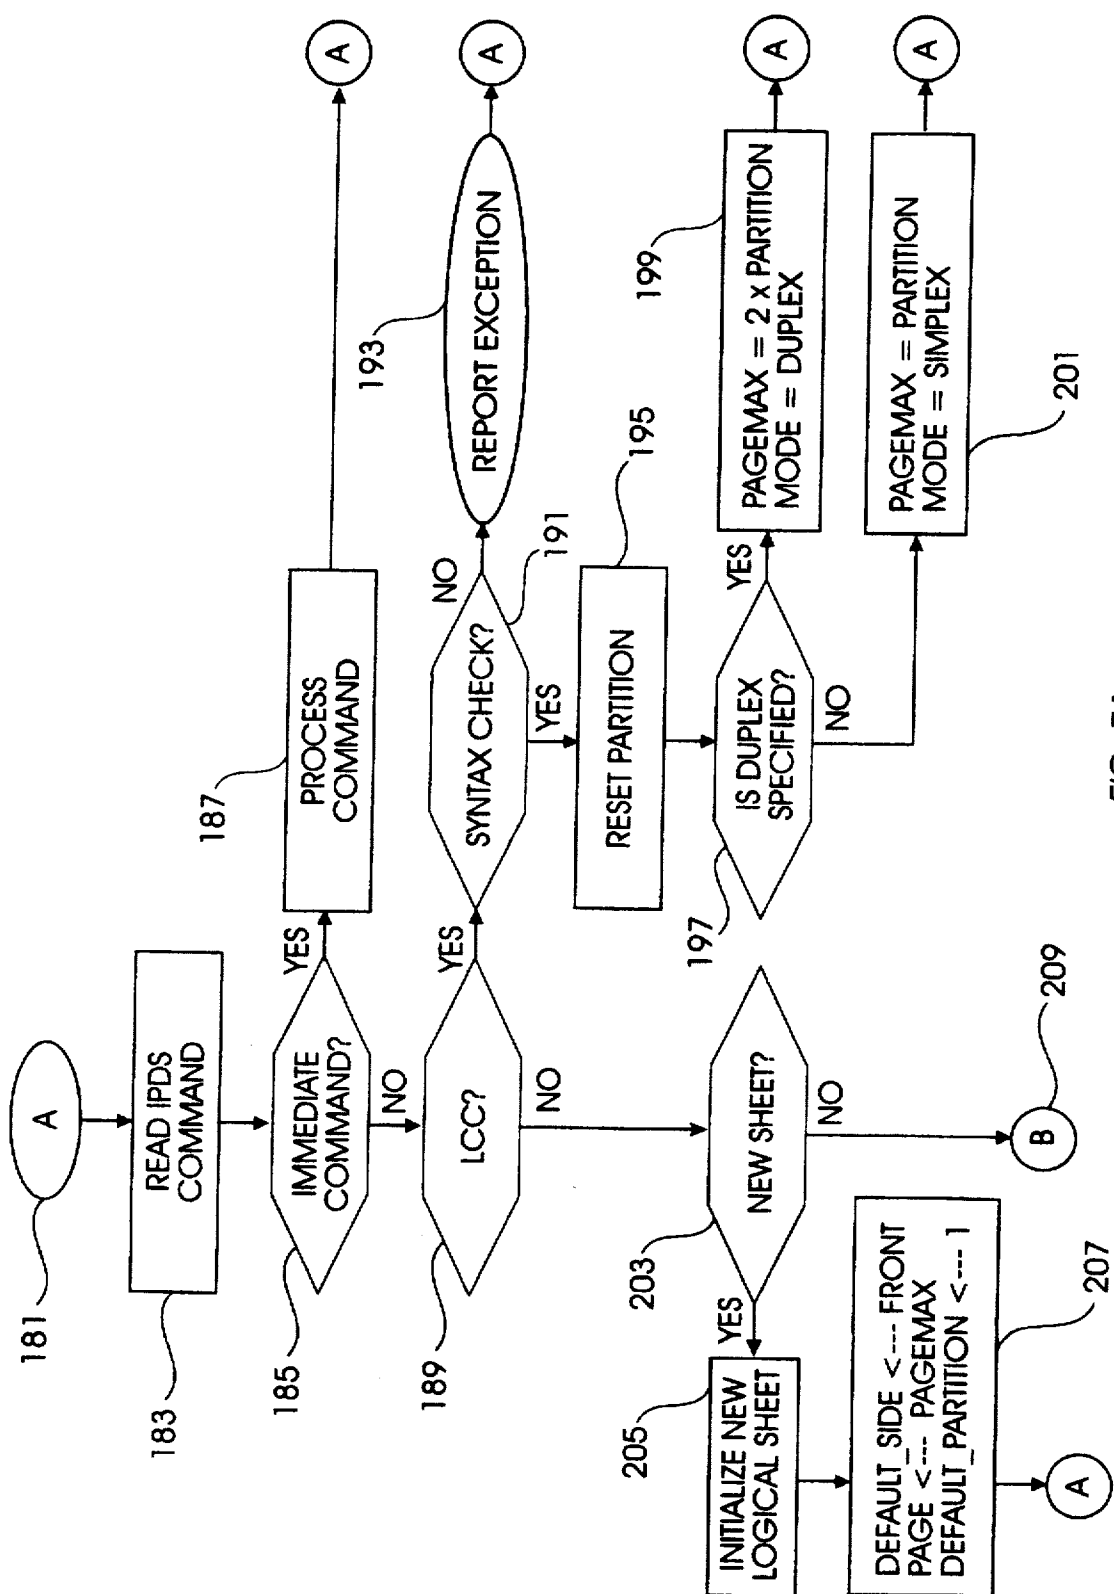 181
A
183
READ IPDS
COMMAND
185
IMMEDIATE
COMMAND?
YES
187
PROCESS
COMMAND
A
NO
189
LCC?
YES
SYNTAX CHECK?
191
NO
193
REPORT EXCEPTION
A
YES
195
RESET PARTITION
197
IS DUPLEX
SPECIFIED?
YES
199
PAGEMAX = 2 x PARTITION
MODE = DUPLEX
A
NO
201
PAGEMAX = PARTITION
MODE = SIMPLEX
A
NO
203
NEW SHEET?
NO
209
B
YES
205
INITIALIZE NEW
LOGICAL SHEET
207
DEFAULT_SIDE <--- FRONT
PAGE <--- PAGEMAX
DEFAULT_PARTITION <--- 1
A